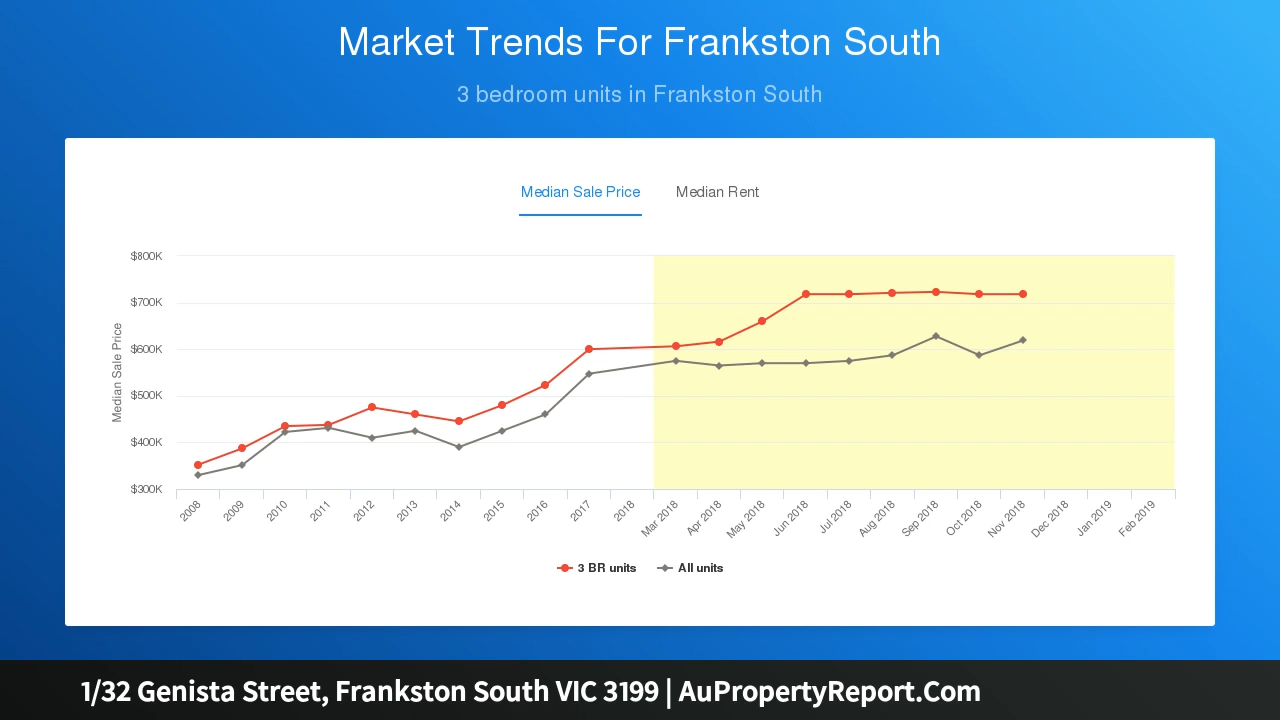 Market Trends For Frankston South
3 bedroom units in Frankston South
Median Sale Price Median Rent
$800K
$700K
$600K
$500K
$400K
$300K
Median Sale Price
2008 2009 2010 2011 2012 2013 2014 2015 2016 2017 2018 Mar 2018 Apr 2018 May 2018 Jun 2018 Jul 2018 Aug 2018 Sep 2018 Oct 2018 Nov 2018 Dec 2018 Jan 2019 Feb 2019
3 BR units All units
1/32 Genista Street, Frankston South VIC 3199 | AuPropertyReport.Com